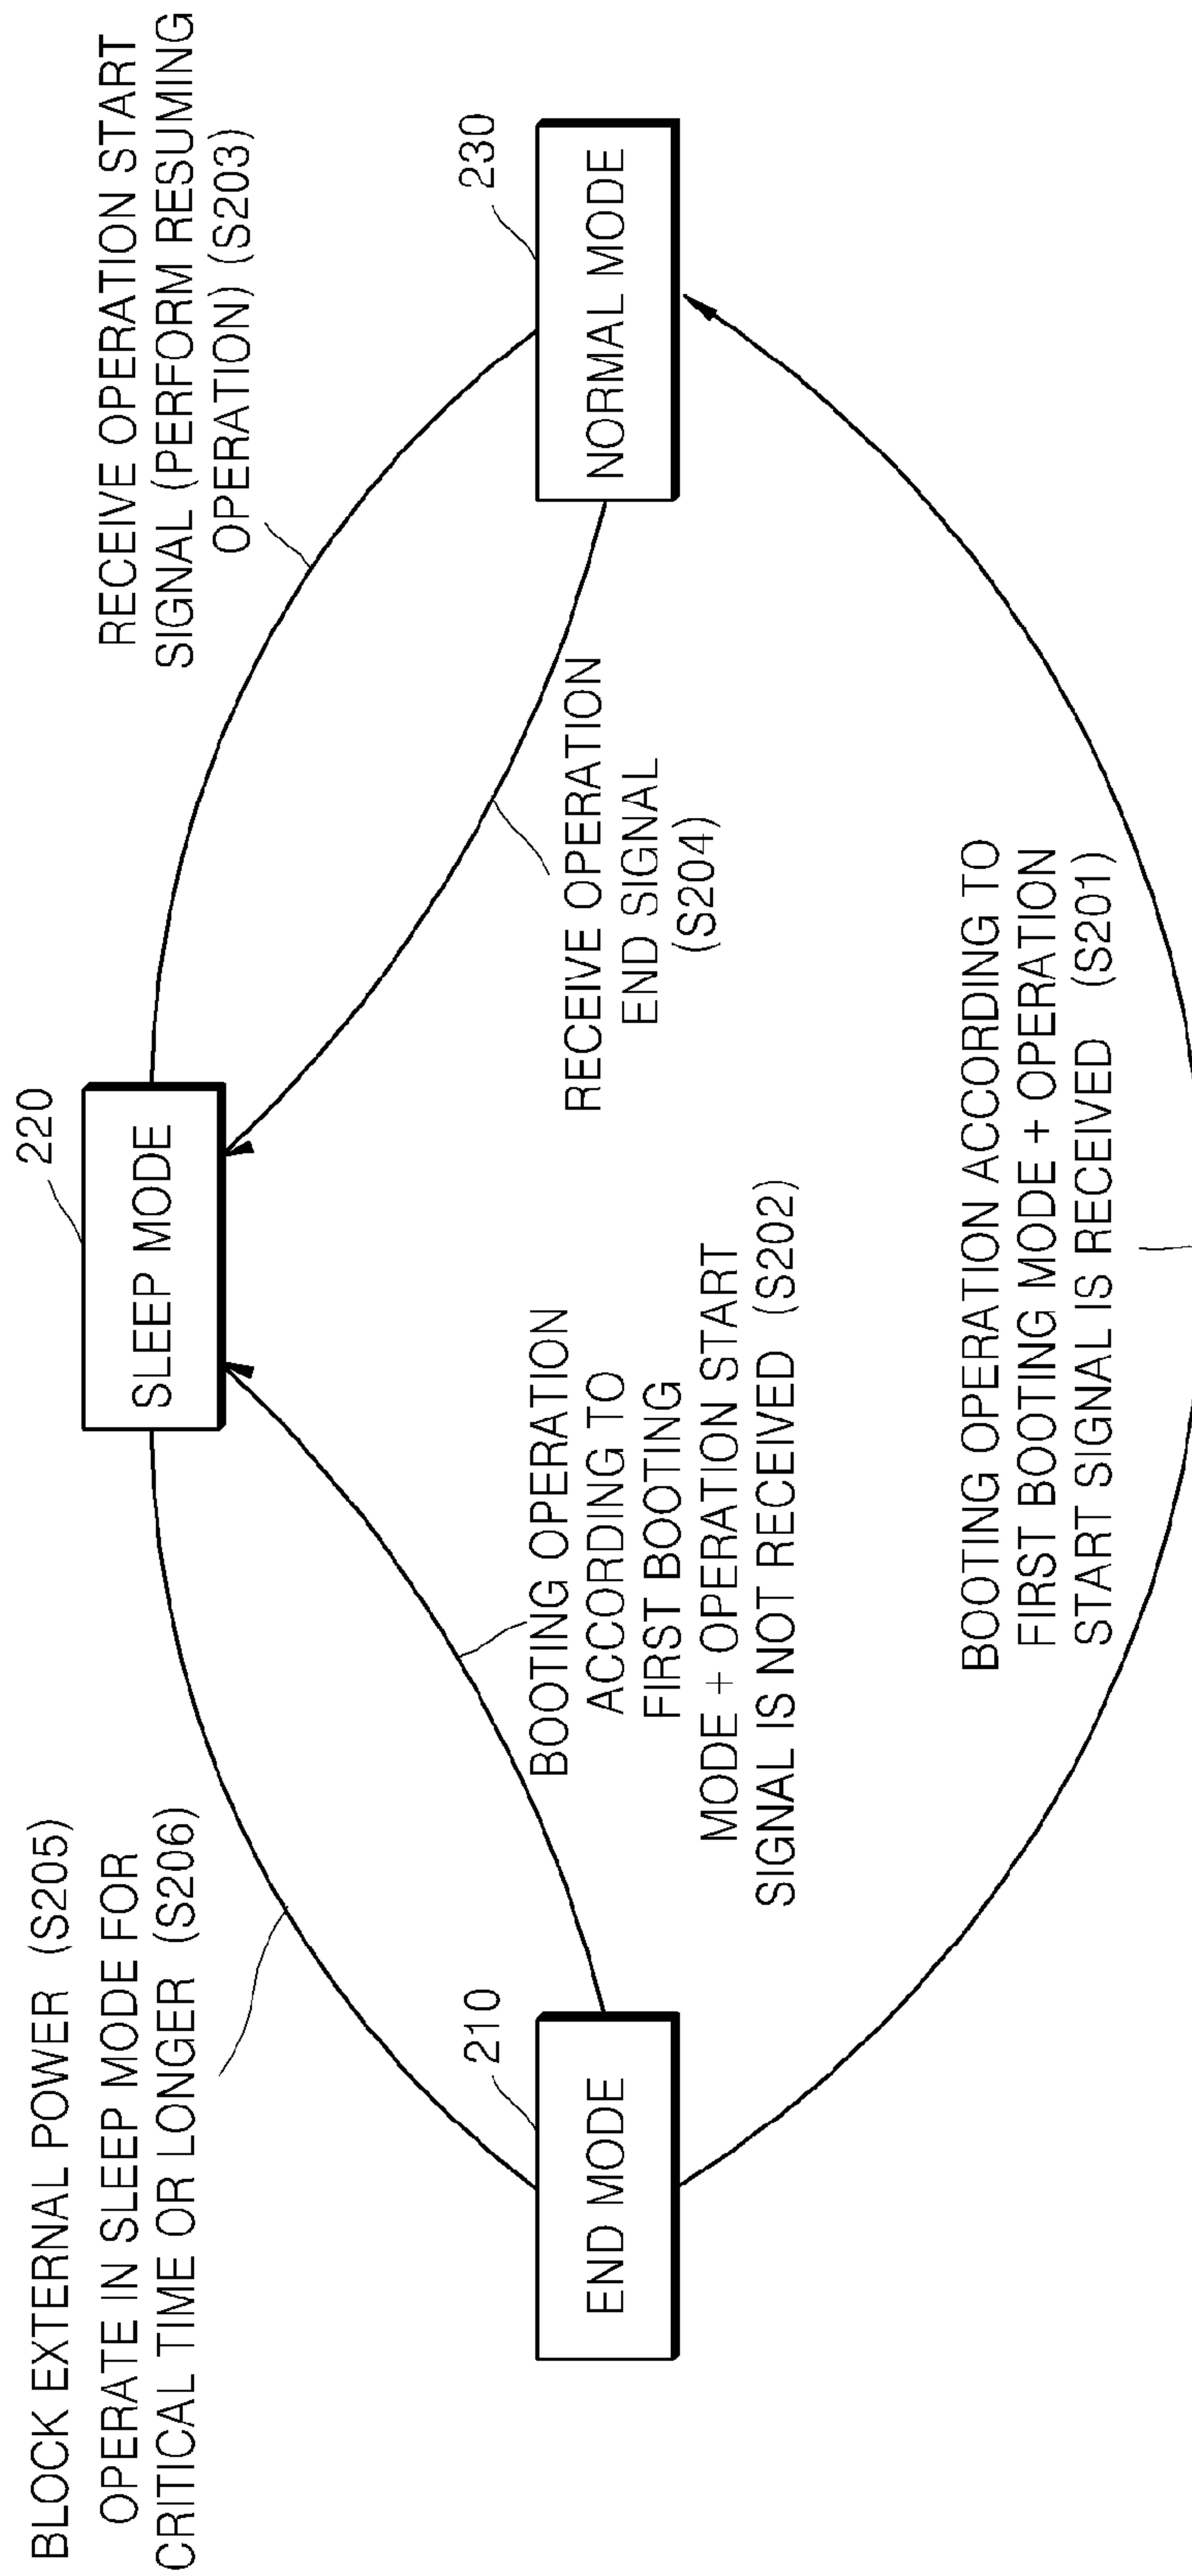 BLOCK EXTERNAL POWER (S205)
OPERATE IN SLEEP MODE FOR
CRITICAL TIME OR LONGER (S206)
220
SLEEP MODE
RECEIVE OPERATION START
SIGNAL (PERFORM RESUMING
OPERATION) (S203)
210
END MODE
BOOTING OPERATION
ACCORDING TO
FIRST BOOTING
MODE + OPERATION START
SIGNAL IS NOT RECEIVED (S202)
RECEIVE OPERATION
END SIGNAL
(S204)
230
NORMAL MODE
BOOTING OPERATION ACCORDING TO
FIRST BOOTING MODE + OPERATION
START SIGNAL IS RECEIVED (S201)